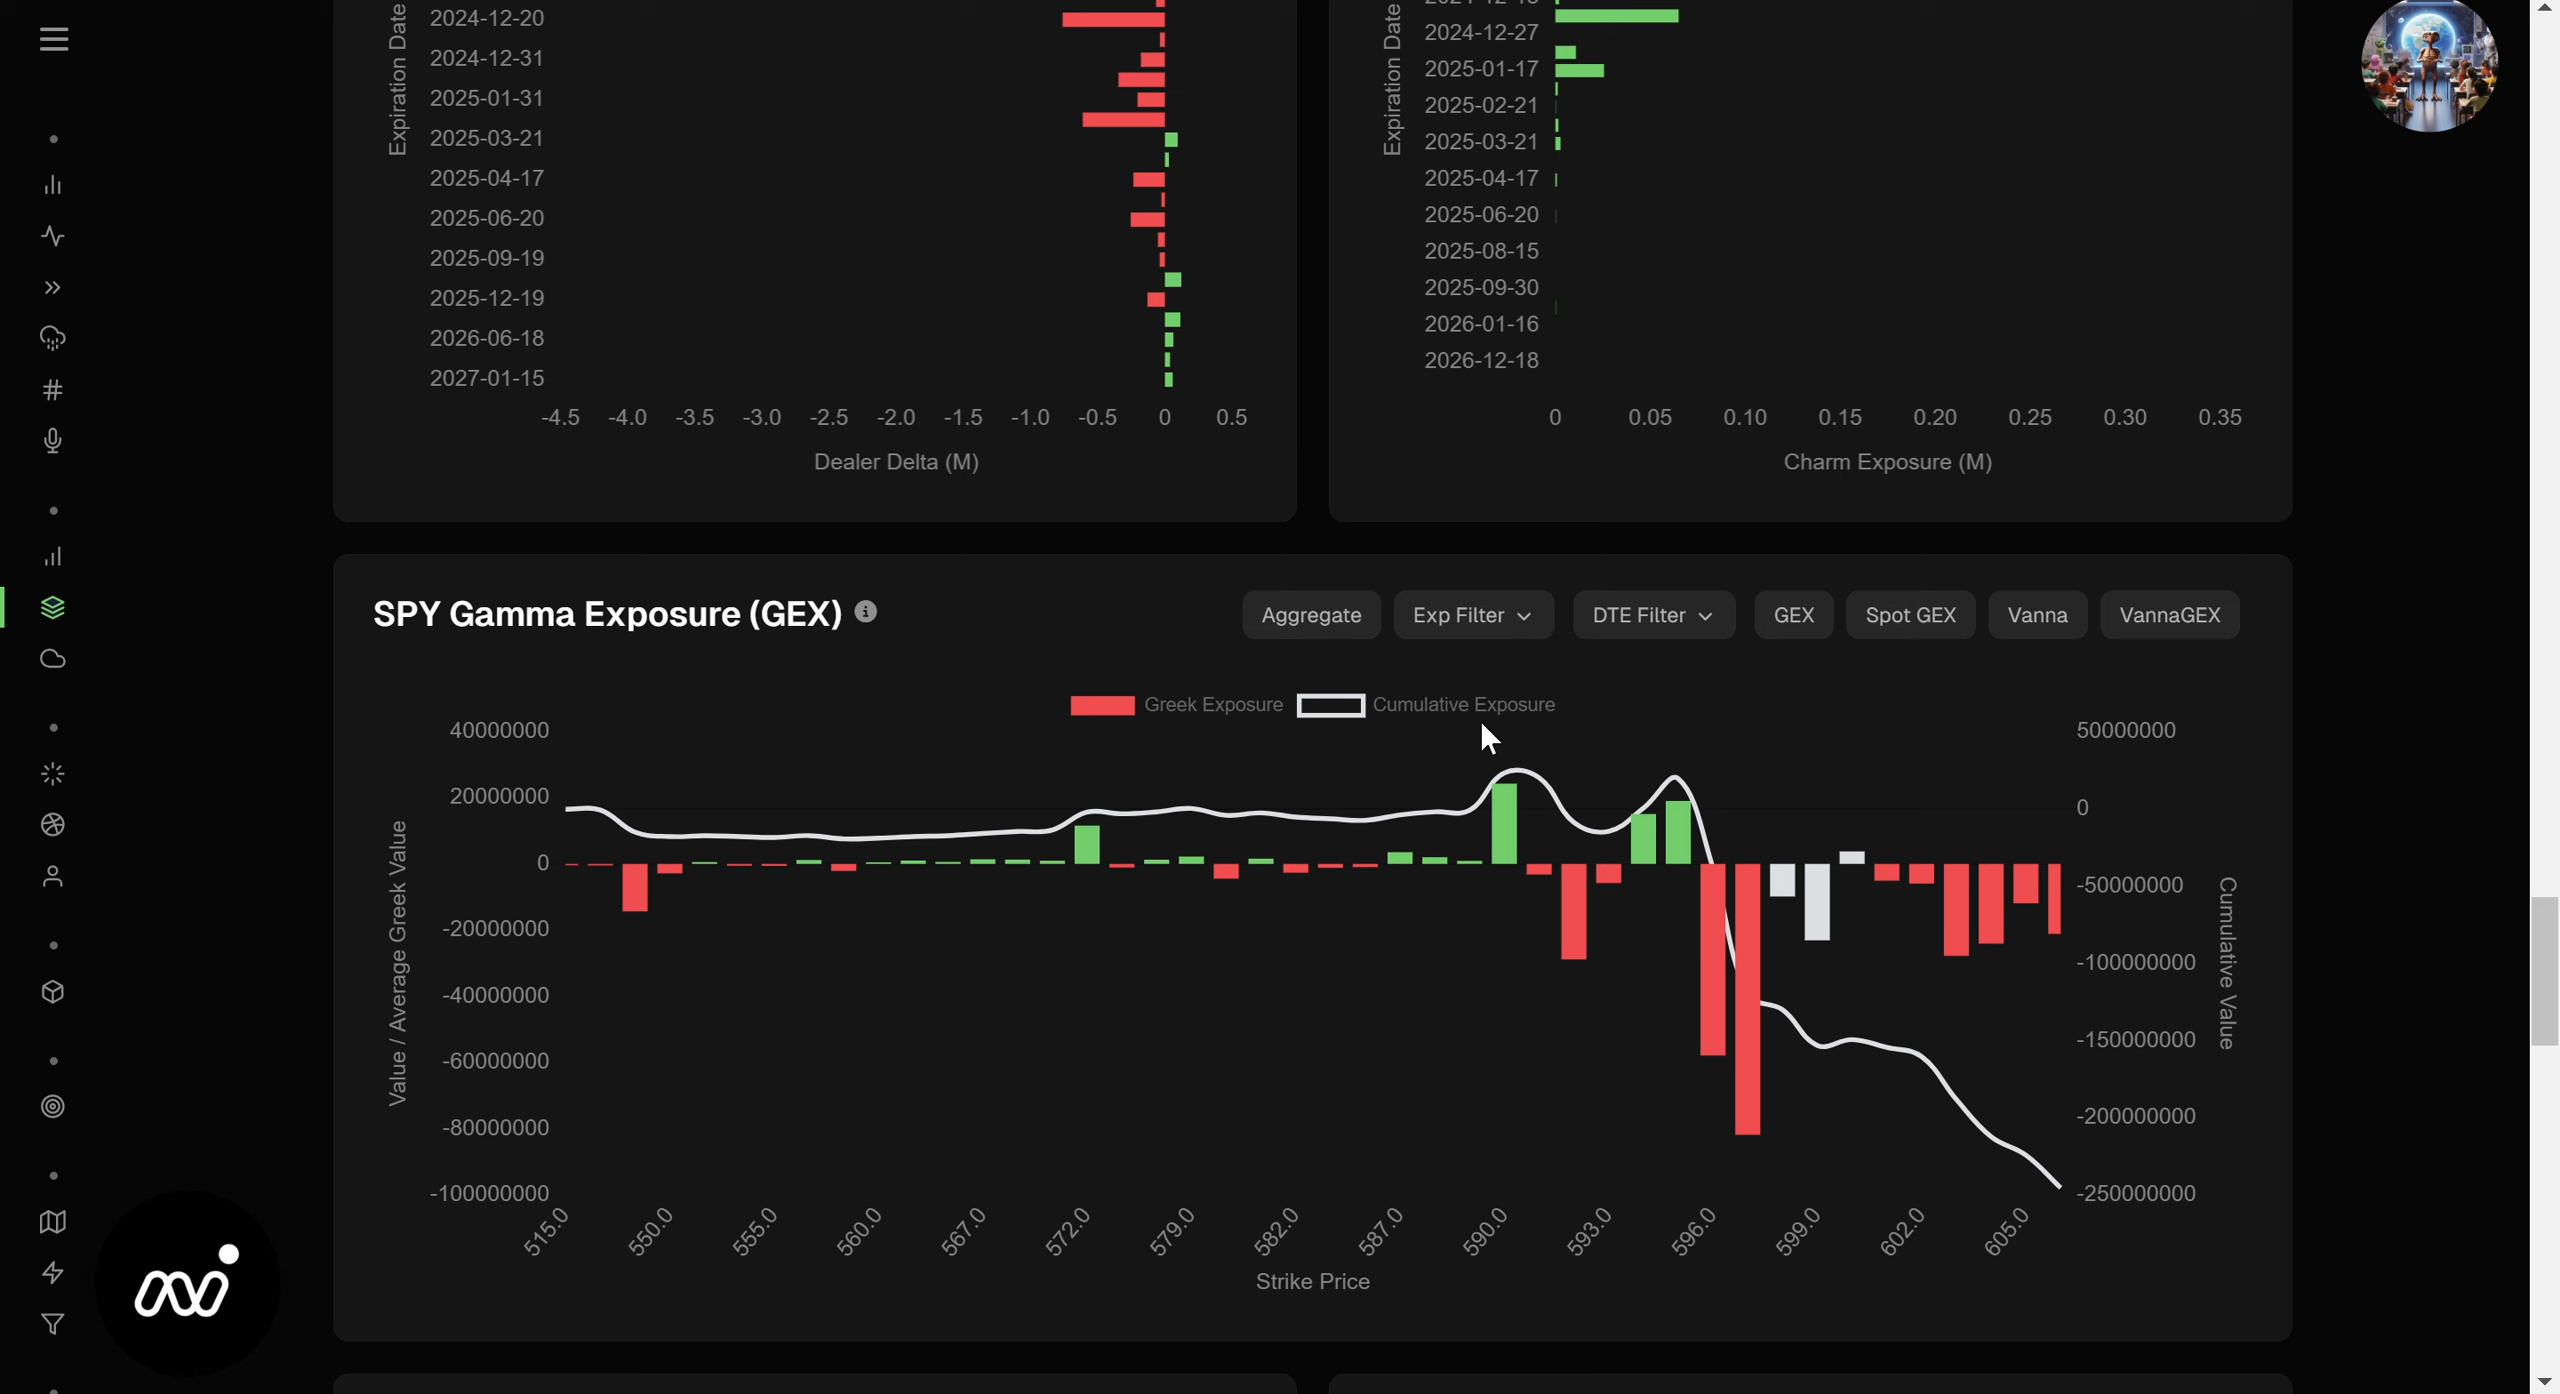 Expiration Date
2024-12-20
2024-12-31
2025-01-31
2025-03-21
2025-04-17
2025-06-20
2025-09-19
2025-12-19
2026-06-18
2027-01-15
-4.5 -4.0 -3.5 -3.0 -2.5 -2.0 -1.5 -1.0 -0.5 0 0.5
Dealer Delta (M)
Expiration Date
2024-12-27
2025-01-17
2025-02-21
2025-03-21
2025-04-17
2025-06-20
2025-08-15
2025-09-30
2026-01-16
2026-12-18
0 0.05 0.10 0.15 0.20 0.25 0.30 0.35
Charm Exposure (M)
SPY Gamma Exposure (GEX)
Aggregate Exp Filter DTE Filter GEX Spot GEX Vanna VannaGEX
Greek Exposure Cumulative Exposure
Value / Average Greek Value
40000000
20000000
0
-20000000
-40000000
-60000000
-80000000
-100000000
50000000
0
-50000000
-100000000
-150000000
-200000000
-250000000
Cumulative Value
515.0 550.0 555.0 560.0 567.0 572.0 579.0 582.0 587.0 590.0 593.0 596.0 599.0 602.0 605.0
Strike Price